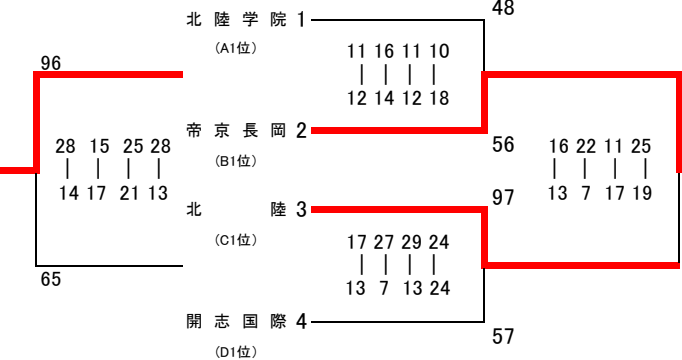 北陸学院 1 48
(A1位)
11 16 11 10
12 14 12 18
96
帝京長岡 2 56
(B1位)
28 15 25 28
14 17 21 13
16 22 11 25
13 7 17 19
北陸 3 97
(C1位)
17 27 29 24
13 7 13 24
65
開志国際 4 57
(D1位)